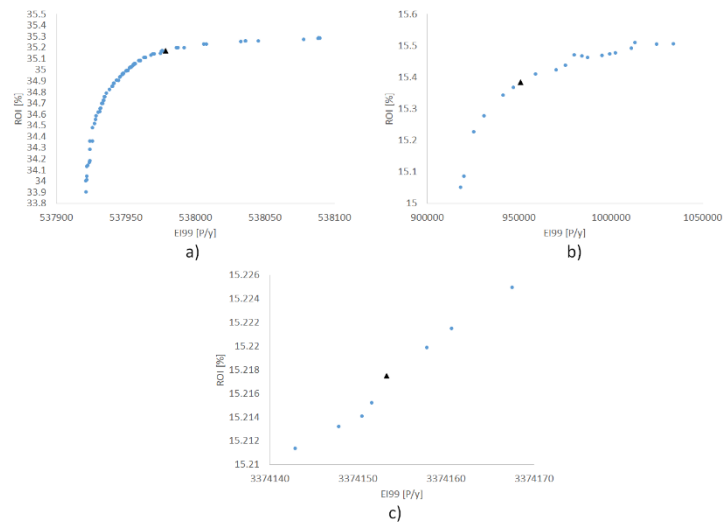 35.5
35.4
35.3
35.2
35.1
35
34.9
34.8
34.7
34.6
34.5
34.4
34.3
34.2
34.1
34
33.9
33.8
ROI [%]
537900 537950 538000 538050 538100
EI99 [P/y]
a)
15.6
15.5
15.4
15.3
15.2
15.1
15
ROI [%]
900000 950000 1000000 1050000
EI99 [P/y]
b)
15.226
15.224
15.222
15.22
15.218
15.216
15.214
15.212
15.21
ROI [%]
3374140 3374150 3374160 3374170
EI99 [P/y]
c)